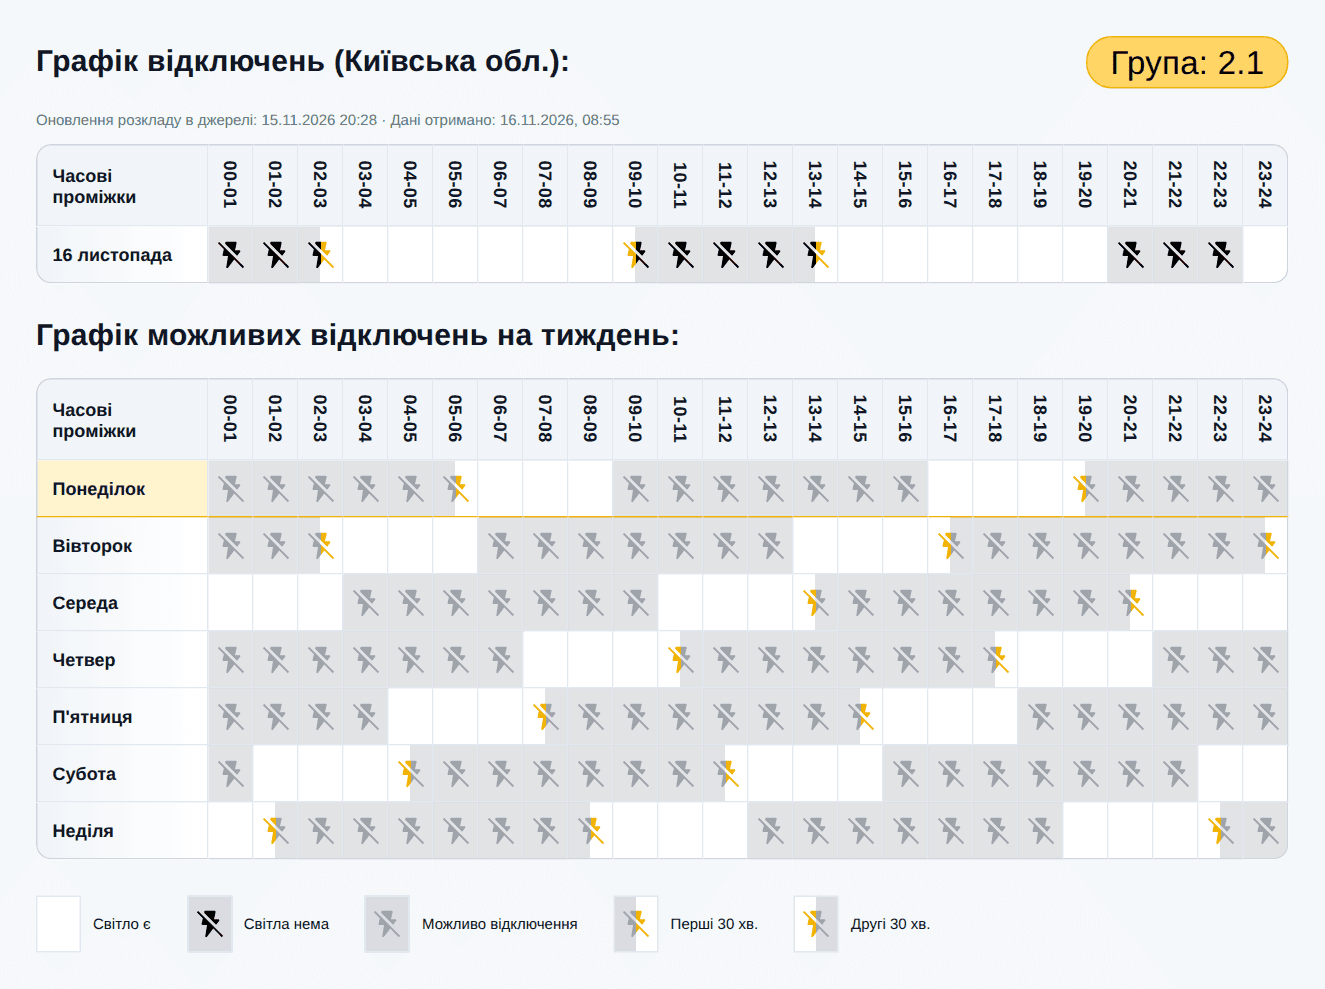 Графік відключень (Київська обл.):
Група: 2.1
Оновлення розкладу в джерелі: 15.11.2026 20:28 · Дані отримано: 16.11.2026, 08:55
Часові
проміжки
00-01 01-02 02-03 03-04 04-05 05-06 06-07 07-08 08-09 09-10 10-11 11-12 12-13 13-14 14-15 15-16 16-17 17-18 18-19 19-20 20-21 21-22 22-23 23-24
16 листопада
Графік можливих відключень на тиждень:
Часові
проміжки
00-01 01-02 02-03 03-04 04-05 05-06 06-07 07-08 08-09 09-10 10-11 11-12 12-13 13-14 14-15 15-16 16-17 17-18 18-19 19-20 20-21 21-22 22-23 23-24
Понеділок
Вівторок
Середа
Четвер
П'ятниця
Субота
Неділя
Світло є Світла нема Можливо відключення Перші 30 хв. Другі 30 хв.